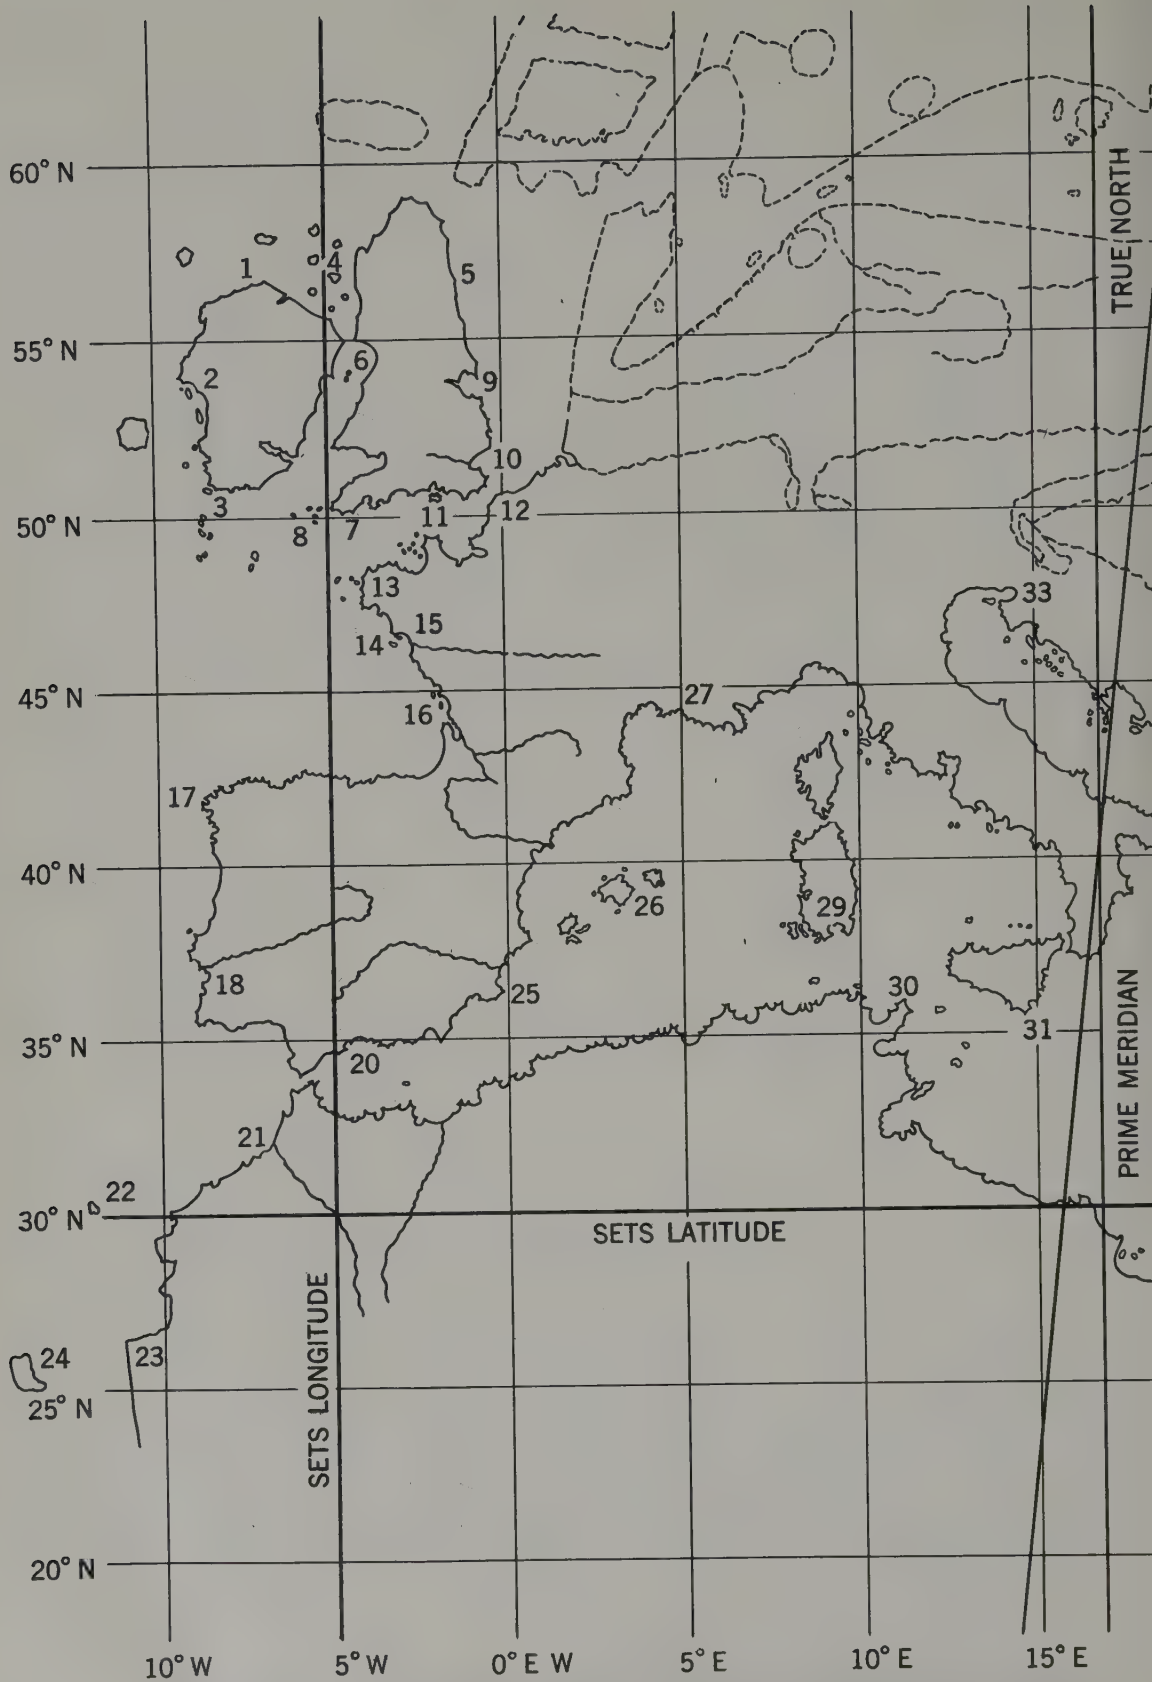 60° N
55° N
50° N
45° N
40° N
35° N
30° N
25° N
20° N
1
2
3
4
5
6
7
8
9
10
11
12
13
14
15
16
17
18
20
21
22
23
24
25
26
27
29
30
31
33
TRUE NORTH
PRIME MERIDIAN
SETS LATITUDE
SETS LONGITUDE
10° W
5° W
0° E W
5° E
10° E
15° E